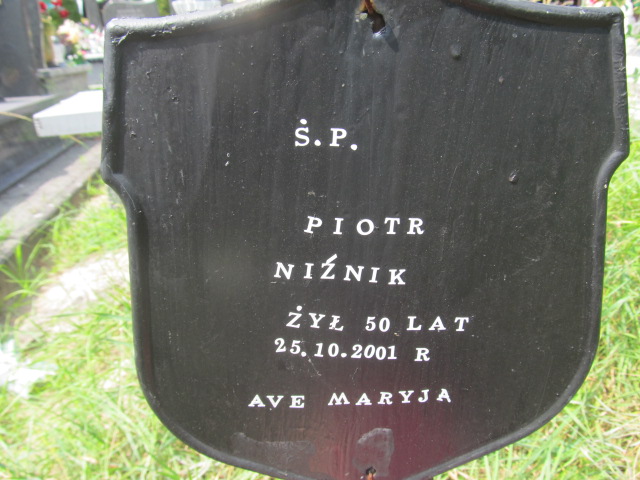 Ś.P.
PIOTR
NIŹNIK
ŻYŁ 50 LAT
25.10.2001 R
AVE MARYJA